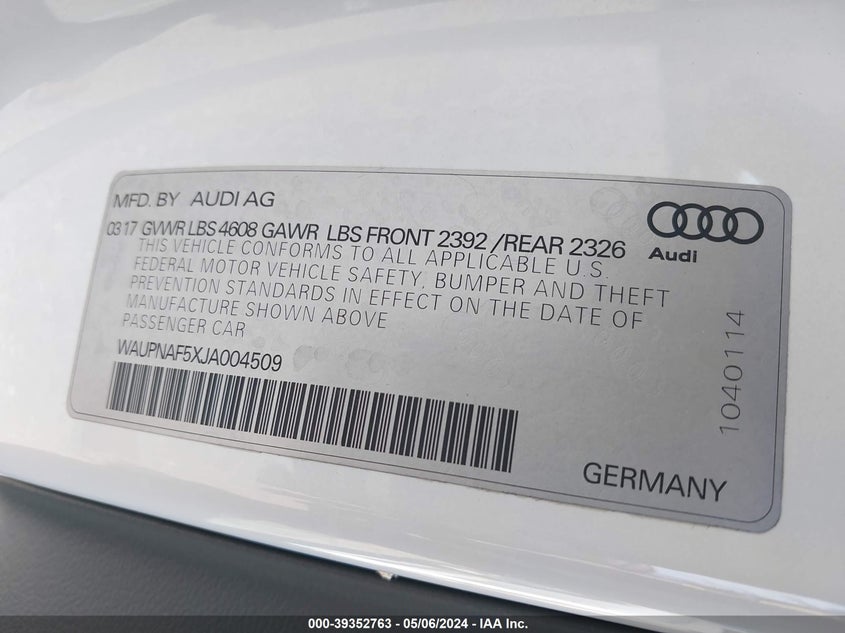 MFD. BY AUDI AG
03 17 GVWR LBS 4608 GAWR LBS FRONT 2392 /REAR 2326
THIS VEHICLE CONFORMS TO ALL APPLICABLE U.S.
FEDERAL MOTOR VEHICLE SAFETY, BUMPER AND THEFT
PREVENTION STANDARDS IN EFFECT ON THE DATE OF
MANUFACTURE SHOWN ABOVE
PASSENGER CAR
WAUPNAF5XJA004509
Audi
1040114
GERMANY
000-39352763 - 05/06/2024 - IAA Inc.